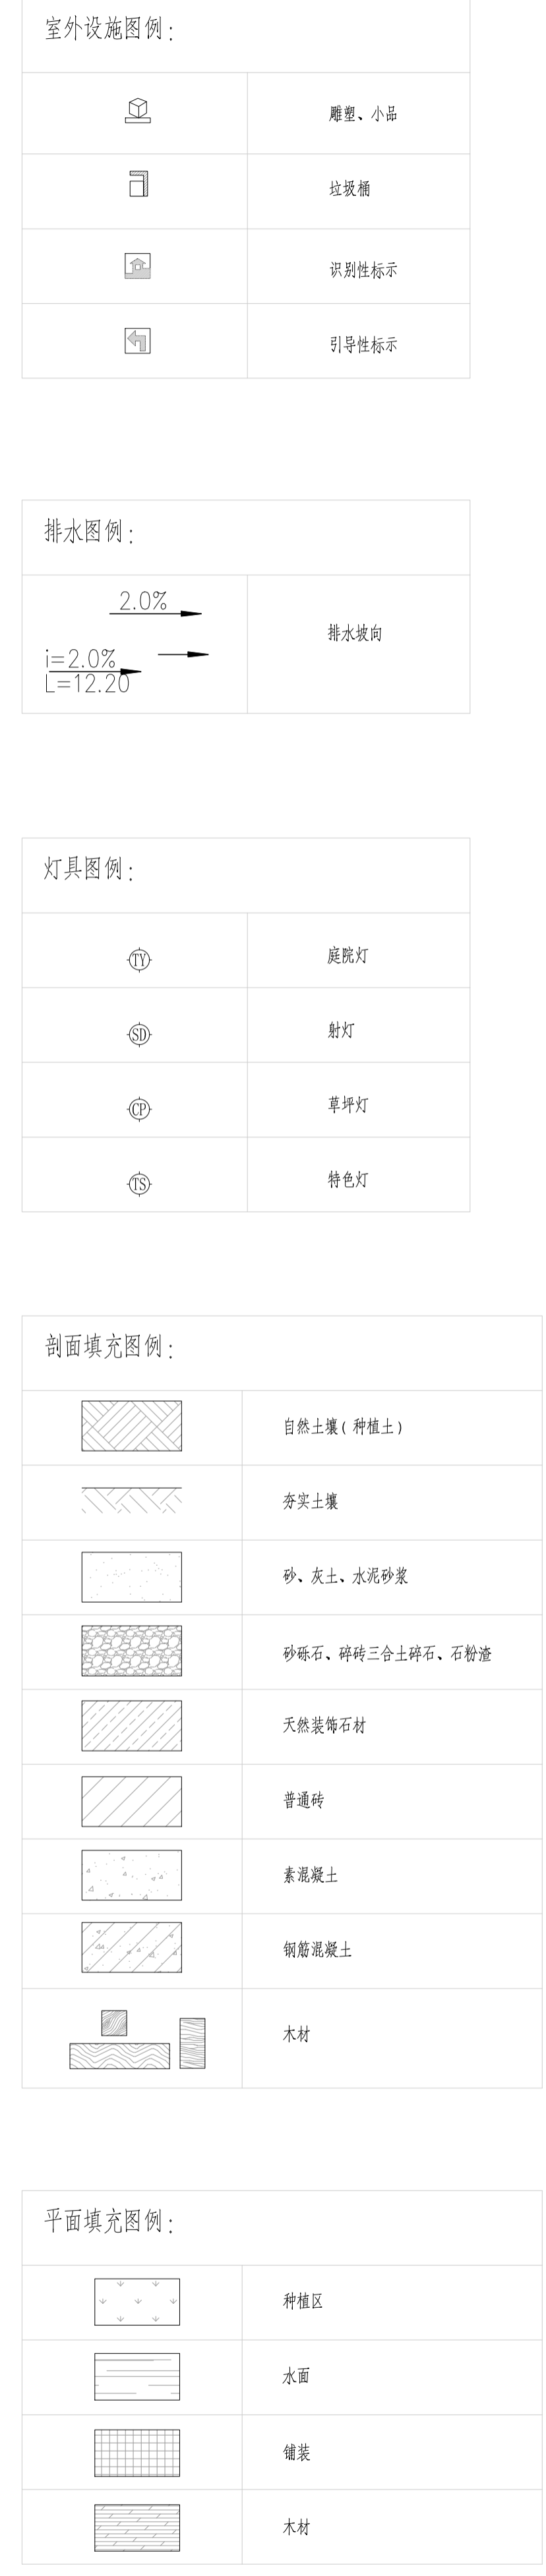 室外设施图例：
雕塑、小品
垃圾桶
识别性标示
引导性标示
排水图例：
2.0%
i=2.0%
L=12.20
排水坡向
灯具图例：
TY
庭院灯
SD
射灯
CP
草坪灯
TS
特色灯
剖面填充图例：
自然土壤(种植土)
夯实土壤
砂、灰土、水泥砂浆
砂砾石、碎砖三合土碎石、石粉渣
天然装饰石材
普通砖
素混凝土
钢筋混凝土
木材
平面填充图例：
种植区
水面
铺装
木材